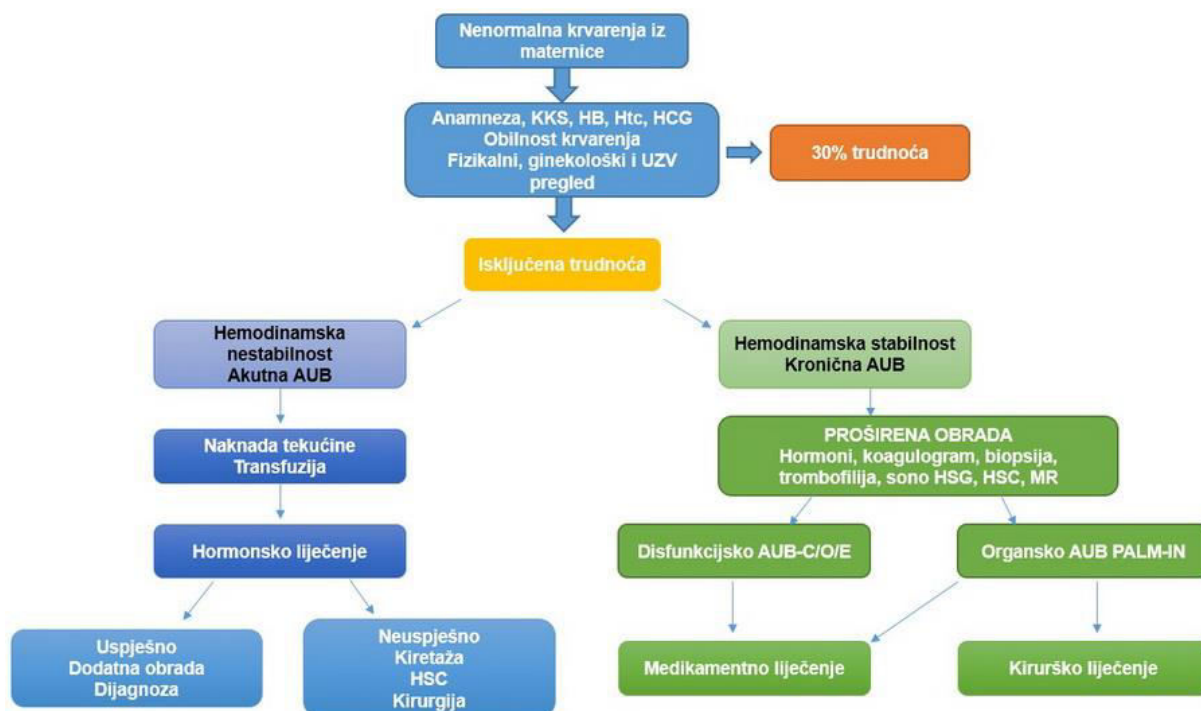 Nenormalna krvarenja iz
maternice
Anamneza, KKS, HB, Htc, HCG
Obilnost krvarenja
Fizikalni, ginekološki i UZV
pregled
30% trudnoća
Isključena trudnoća
Hemodinamska
nestabilnost
Akutna AUB
Hemodinamska stabilnost
Kronična AUB
Naknada tekućine
Transfuzija
PROŠIRENA OBRADA
Hormoni, koagulogram, biopsija,
trombofilija, sono HSG, HSC, MR
Hormonsko liječenje
Disfunkcijsko AUB-C/O/E
Organsko AUB PALM-IN
Uspješno
Dodatna obrada
Dijagnoza
Neuspješno
Kiretaža
HSC
Kirurgija
Medikamentno liječenje
Kirurško liječenje